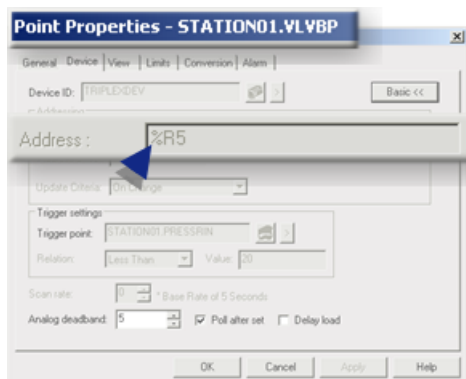 Point Properties - STATION01.VLVBP
General Device View Limits Conversion Alarm
Device ID: TRIPLEXDEV Basic <<
Address : %R5
Update Criteria: On Change
Trigger settings
Trigger point: STATION01.PRESSRIN
Relation: Less Than Value: 20
Scan rate: 0 * Base Rate of 5 Seconds
Analog deadband: 5 Poll after set Delay load
OK Cancel Apply Help